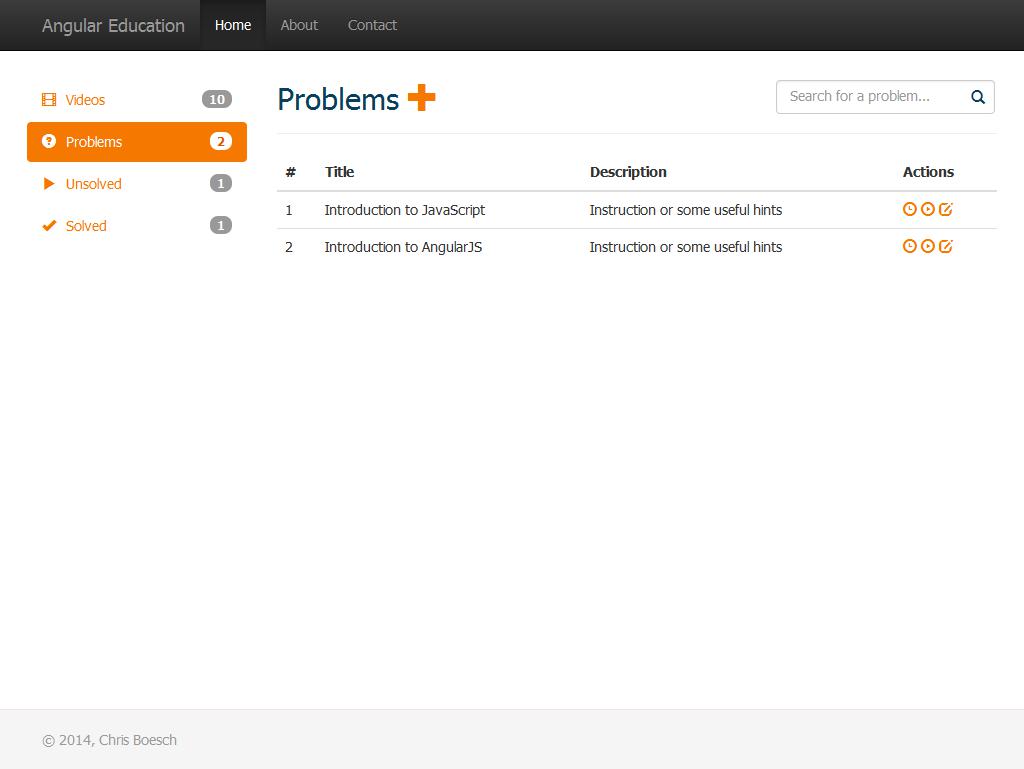 Angular Education Home About Contact
Videos 10
Problems 2
Unsolved 1
Solved 1
Problems
Search for a problem...
# Title Description Actions
1 Introduction to JavaScript Instruction or some useful hints
2 Introduction to AngularJS Instruction or some useful hints
© 2014, Chris Boesch